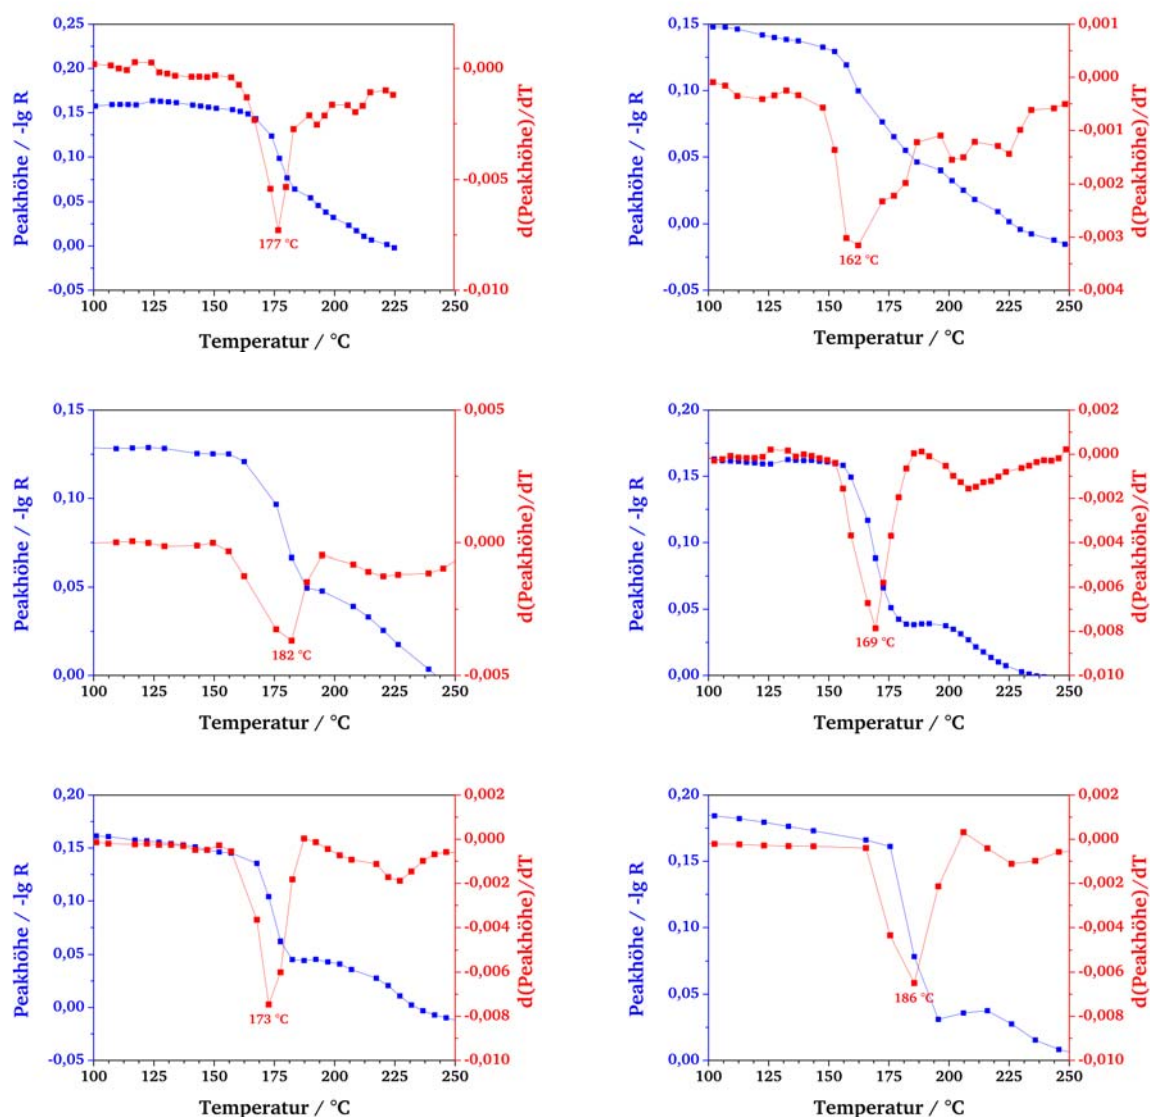 0,25
0,20
0,15
0,10
0,05
0,00
-0,05
Peakhöhe / -lg R
0,000
-0,005
-0,010
d(Peakhöhe)/dT
177 °C
100 125 150 175 200 225 250
Temperatur / °C
0,15
0,10
0,05
0,00
-0,05
Peakhöhe / -lg R
0,001
0,000
-0,001
-0,002
-0,003
-0,004
d(Peakhöhe)/dT
162 °C
100 125 150 175 200 225 250
Temperatur / °C
0,15
0,10
0,05
0,00
Peakhöhe / -lg R
0,005
0,000
-0,005
d(Peakhöhe)/dT
182 °C
100 125 150 175 200 225 250
Temperatur / °C
0,20
0,15
0,10
0,05
0,00
Peakhöhe / -lg R
0,002
0,000
-0,002
-0,004
-0,006
-0,008
-0,010
d(Peakhöhe)/dT
169 °C
100 125 150 175 200 225 250
Temperatur / °C
0,20
0,15
0,10
0,05
0,00
-0,05
Peakhöhe / -lg R
0,002
0,000
-0,002
-0,004
-0,006
-0,008
-0,010
d(Peakhöhe)/dT
173 °C
100 125 150 175 200 225 250
Temperatur / °C
0,20
0,15
0,10
0,05
0,00
Peakhöhe / -lg R
0,002
0,000
-0,002
-0,004
-0,006
-0,008
-0,010
d(Peakhöhe)/dT
186 °C
100 125 150 175 200 225 250
Temperatur / °C